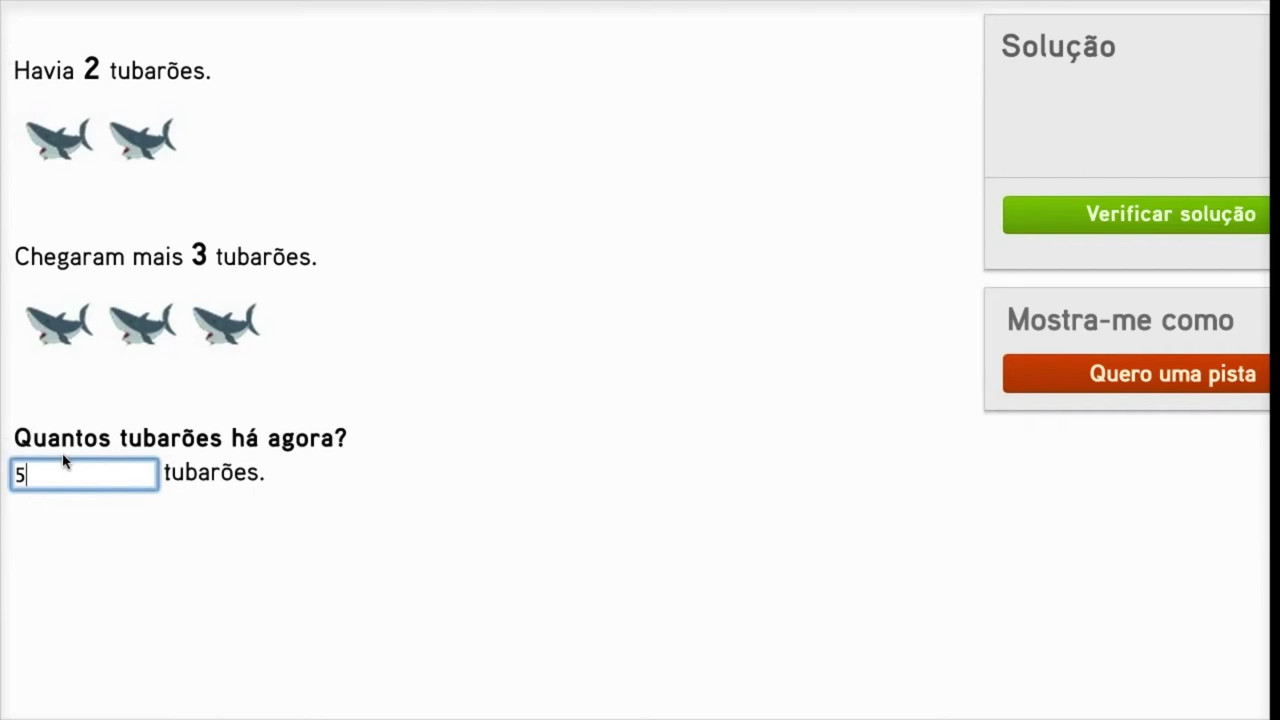 Havia 2 tubarões.
Chegaram mais 3 tubarões.
Quantos tubarões há agora?
5 tubarões.
Solução
Verificar solução
Mostra-me como
Quero uma pista